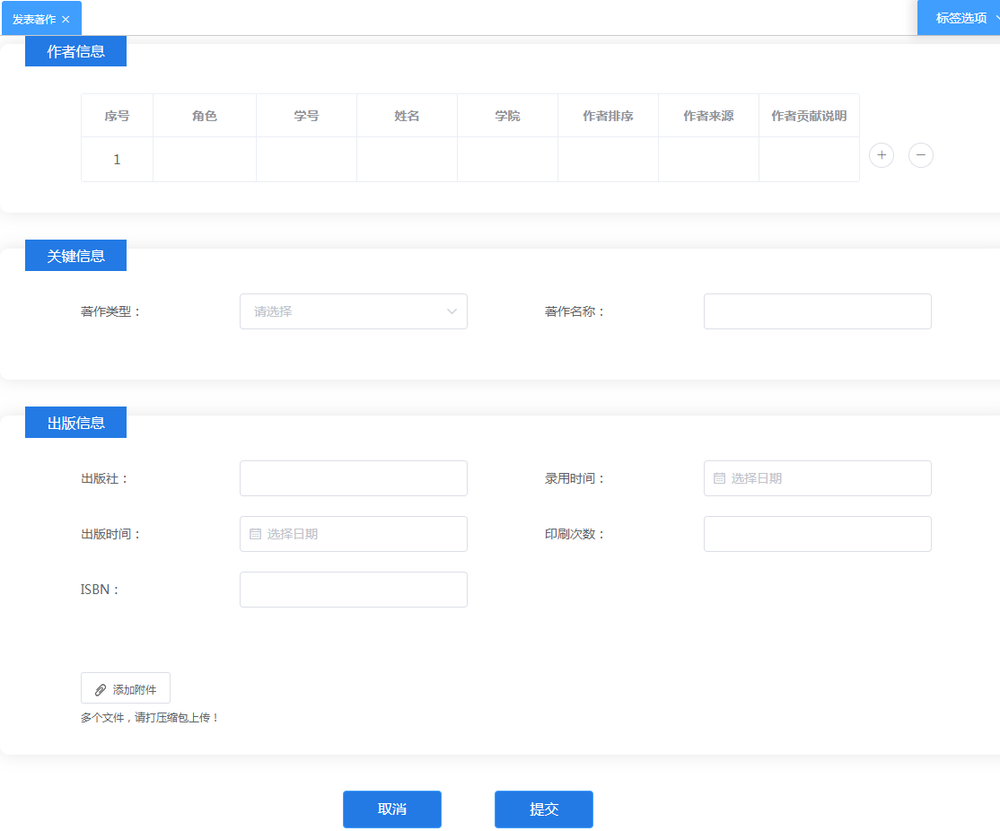 发表著作 ×
标签选项
作者信息
序号 角色 学号 姓名 学院 作者排序 作者来源 作者贡献说明
1
关键信息
著作类型： 请选择 著作名称：
出版信息
出版社： 录用时间： 选择日期
出版时间： 选择日期 印刷次数：
ISBN：
添加附件
多个文件，请打压缩包上传！
取消 提交